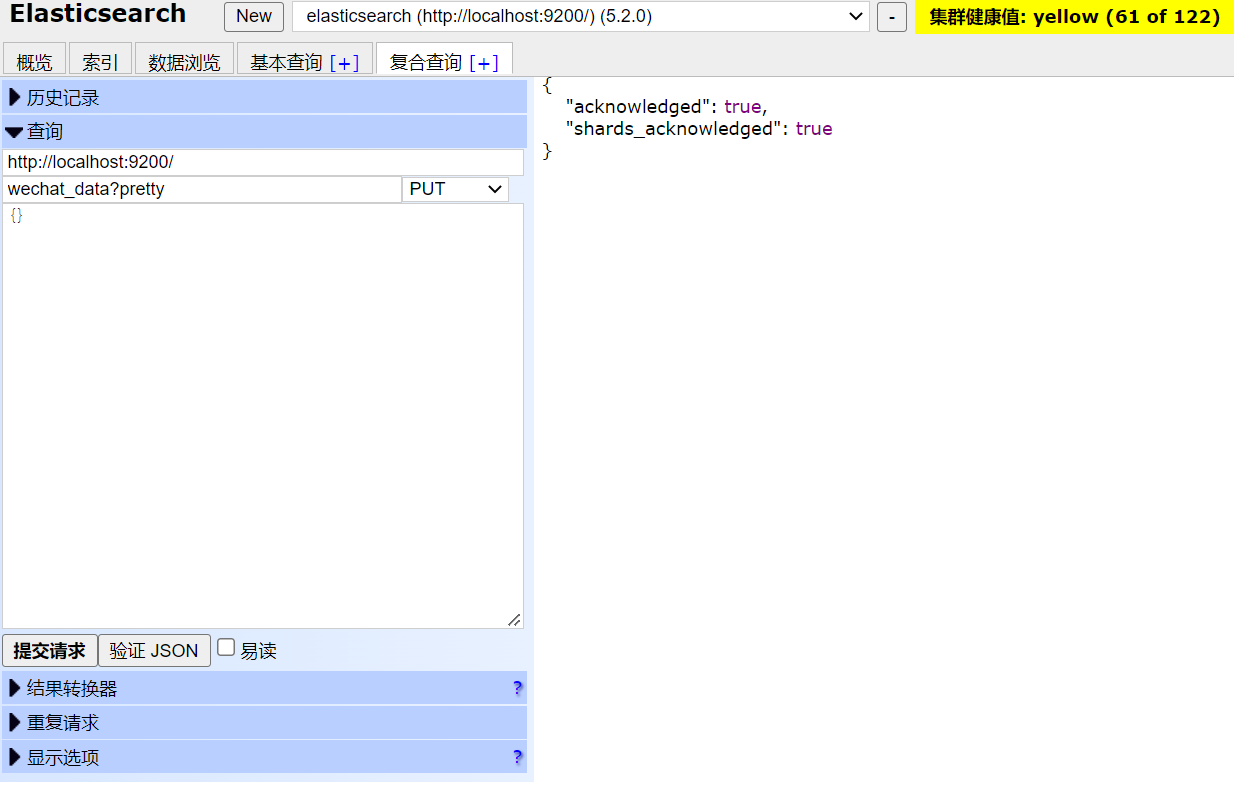 Elasticsearch New elasticsearch (http://localhost:9200/) (5.2.0) - 集群健康值: yellow (61 of 122)
概览 索引 数据浏览 基本查询 [+] 复合查询 [+]
历史记录
查询
http://localhost:9200/
wechat_data?pretty PUT
{}
提交请求 验证 JSON 易读
结果转换器 ?
重复请求
显示选项 ?
{
"acknowledged": true,
"shards_acknowledged": true
}